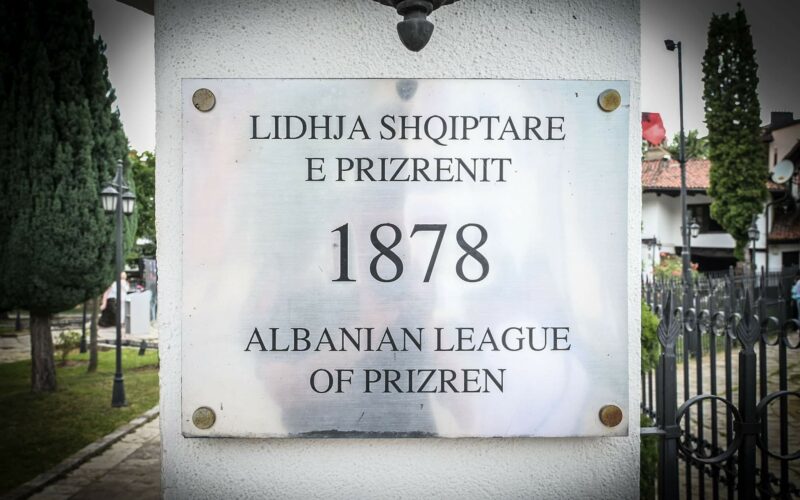 LIDHJA SHQIPTARE
E PRIZRENIT
1878
ALBANIAN LEAGUE
OF PRIZREN